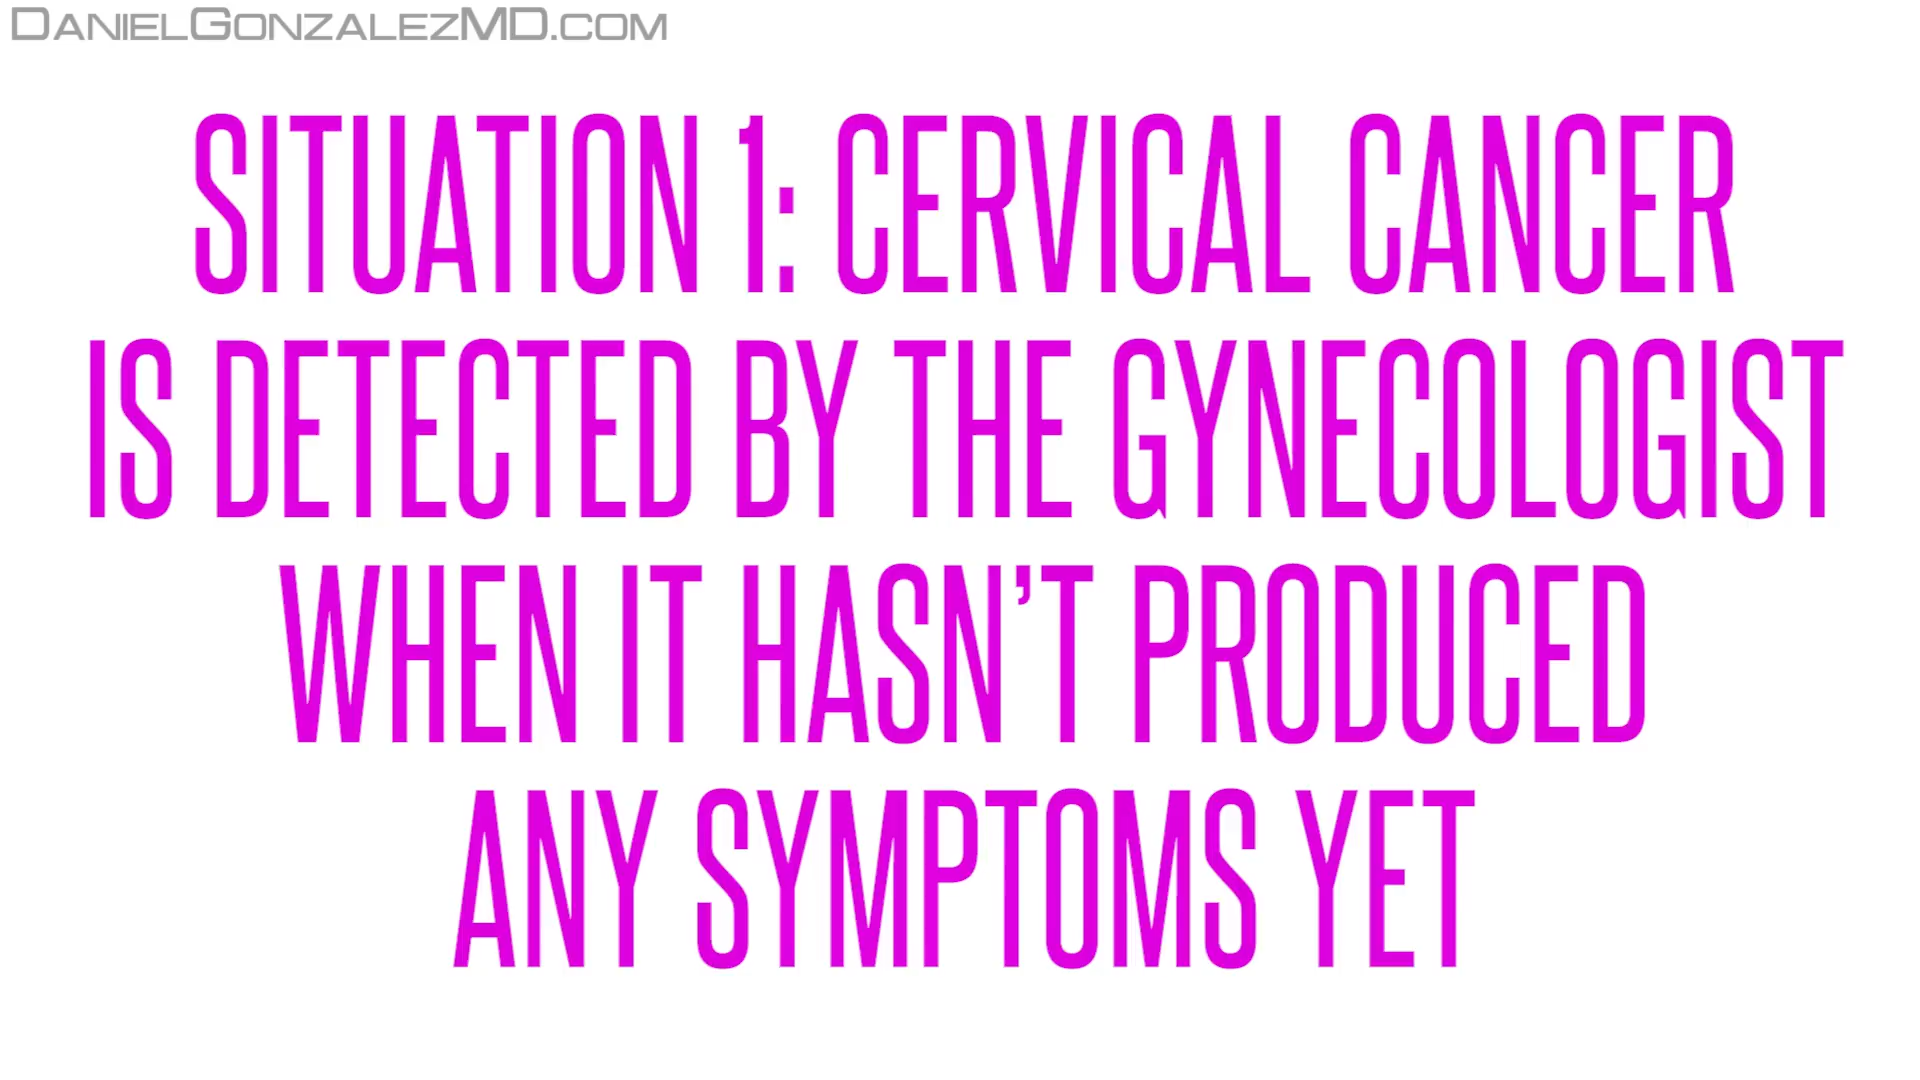 DanielGonzalezMD.com
SITUATION 1: CERVICAL CANCER
IS DETECTED BY THE GYNECOLOGIST
WHEN IT HASN’T PRODUCED
ANY SYMPTOMS YET